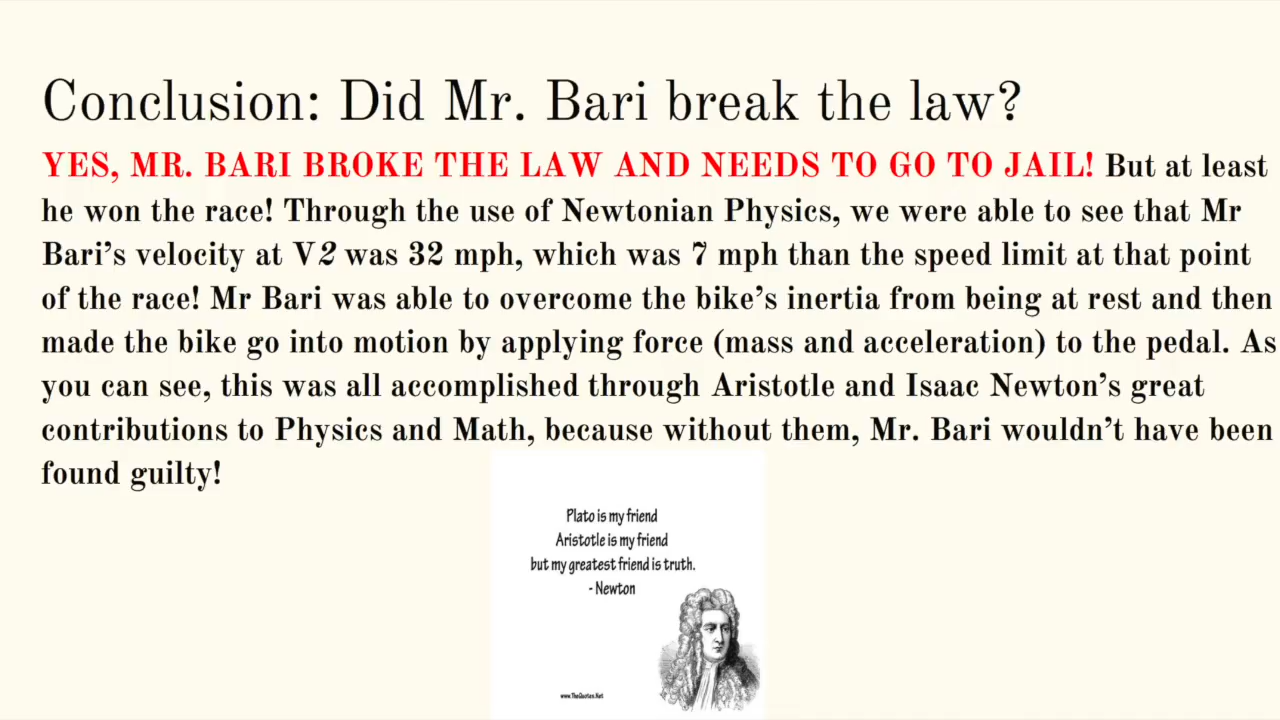 Conclusion: Did Mr. Bari break the law?
YES, MR. BARI BROKE THE LAW AND NEEDS TO GO TO JAIL! But at least
he won the race! Through the use of Newtonian Physics, we were able to see that Mr
Bari’s velocity at V2 was 32 mph, which was 7 mph than the speed limit at that point
of the race! Mr Bari was able to overcome the bike’s inertia from being at rest and then
made the bike go into motion by applying force (mass and acceleration) to the pedal. As
you can see, this was all accomplished through Aristotle and Isaac Newton’s great
contributions to Physics and Math, because without them, Mr. Bari wouldn’t have been
found guilty!
Plato is my friend
Aristotle is my friend
but my greatest friend is truth.
- Newton
www.TheQuotes.Net